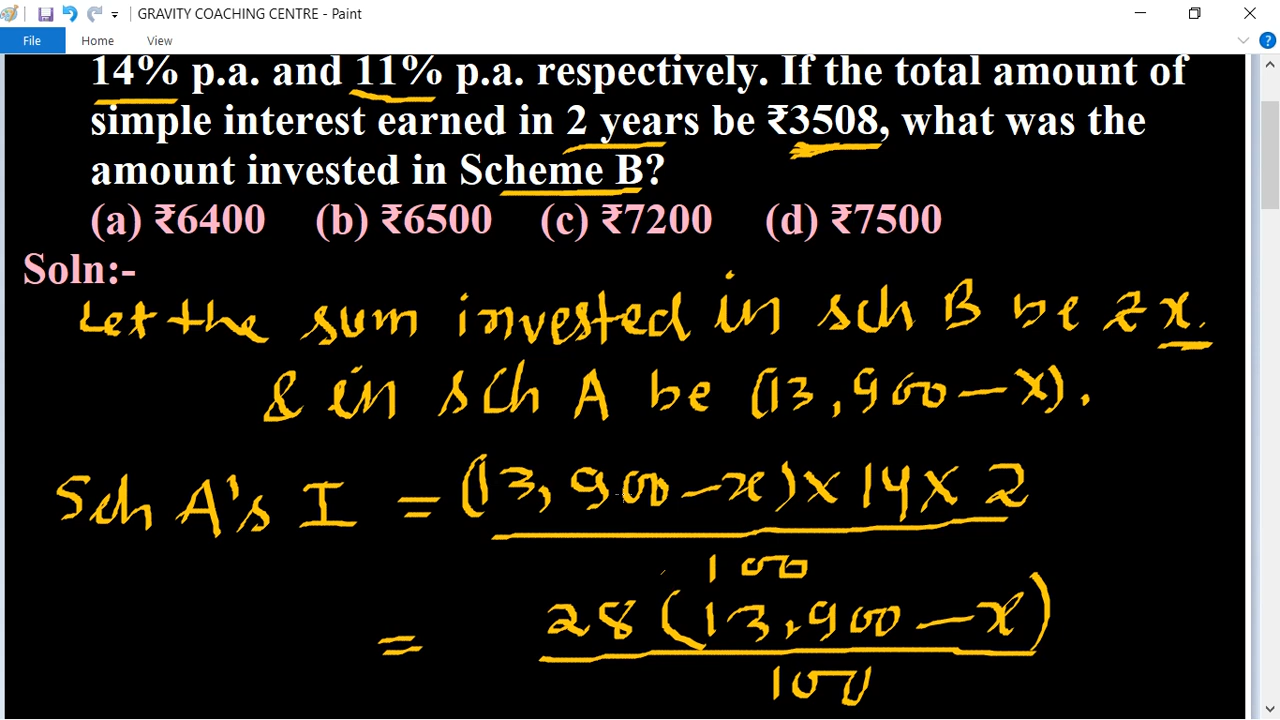 GRAVITY COACHING CENTRE - Paint
File Home View
14% p.a. and 11% p.a. respectively. If the total amount of
simple interest earned in 2 years be ₹3508, what was the
amount invested in Scheme B?
(a) ₹6400 (b) ₹6500 (c) ₹7200 (d) ₹7500
Soln:-
Let the sum invested in sch B be ₹ x.
& in sch A be (13,900 - x).
Sch A's I = (13,900 - x) × 14 × 2
100
= 28 (13,900 - x)
100